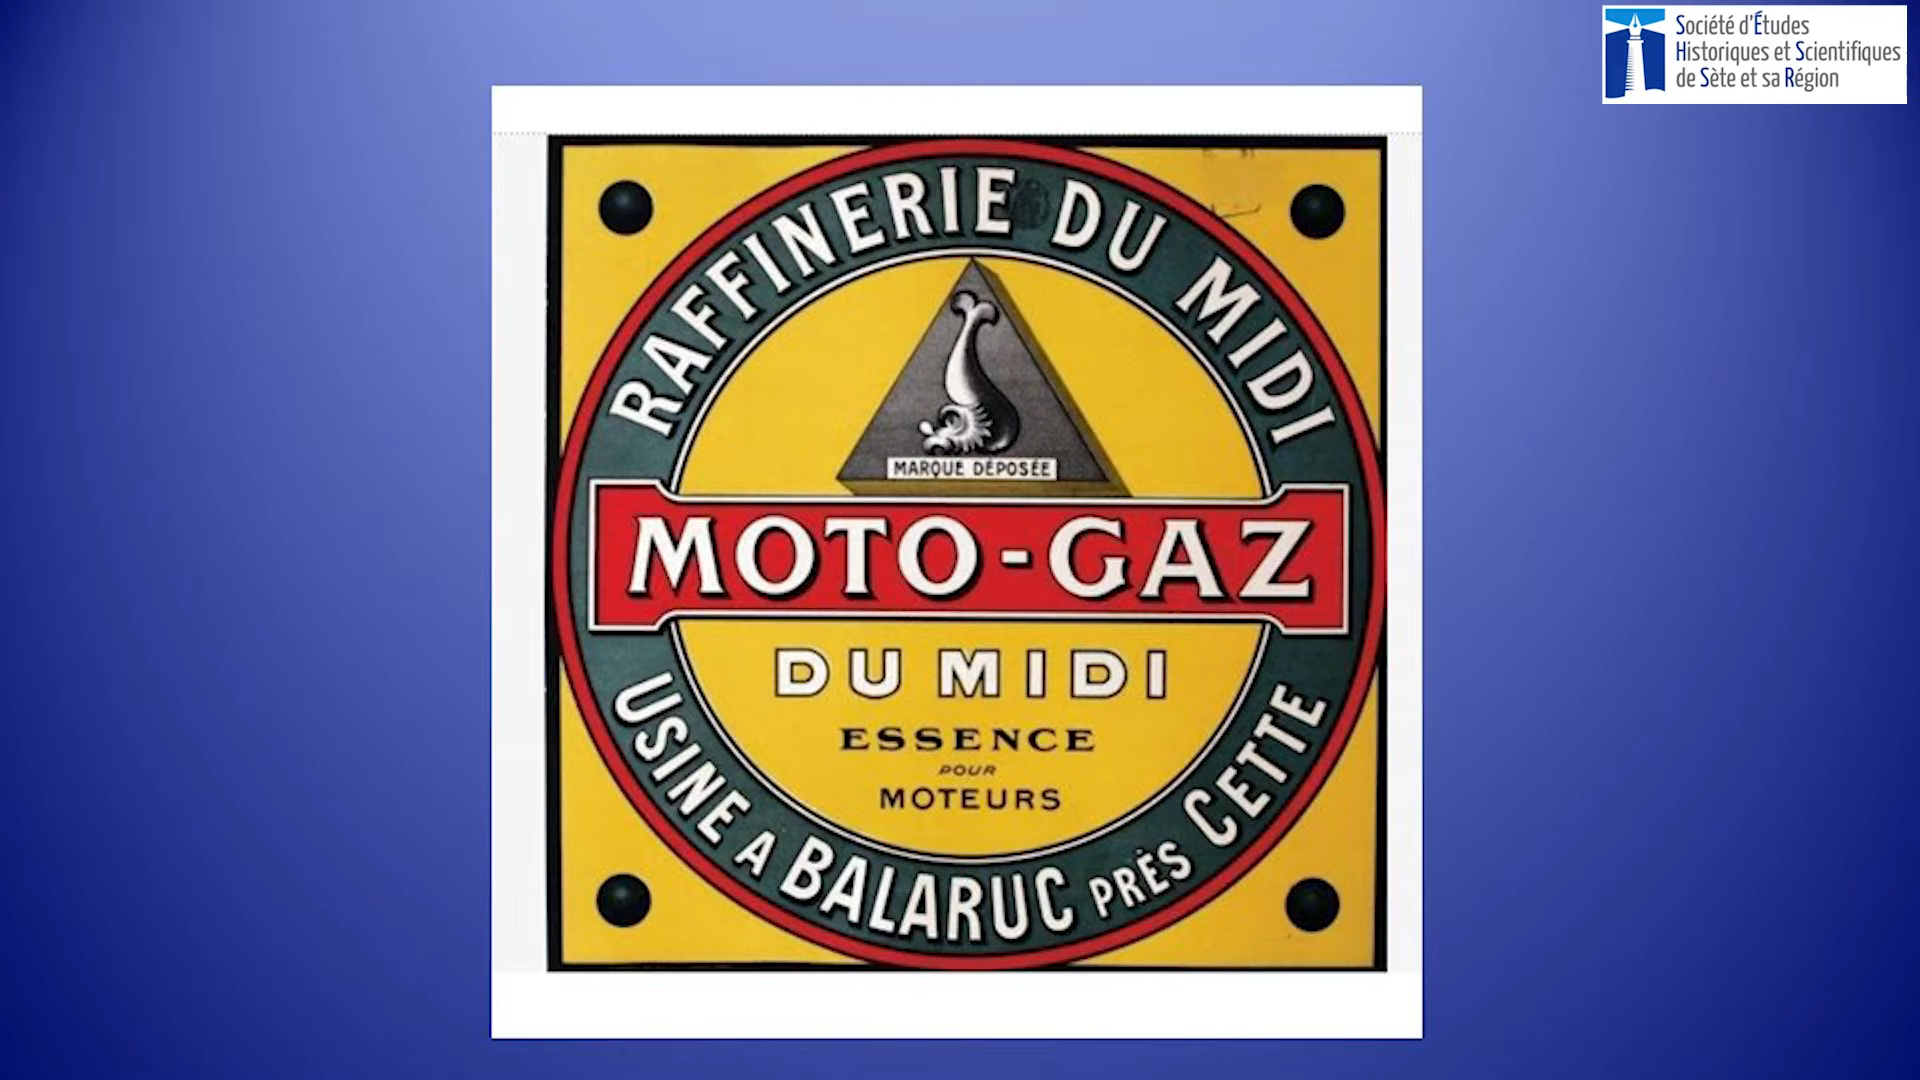 Société d'Études
Historiques et Scientifiques
de Sète et sa Région
RAFFINERIE DU MIDI
MARQUE DÉPOSÉE
MOTO-GAZ
DU MIDI
ESSENCE
POUR
MOTEURS
USINE A BALARUC PRÈS CETTE